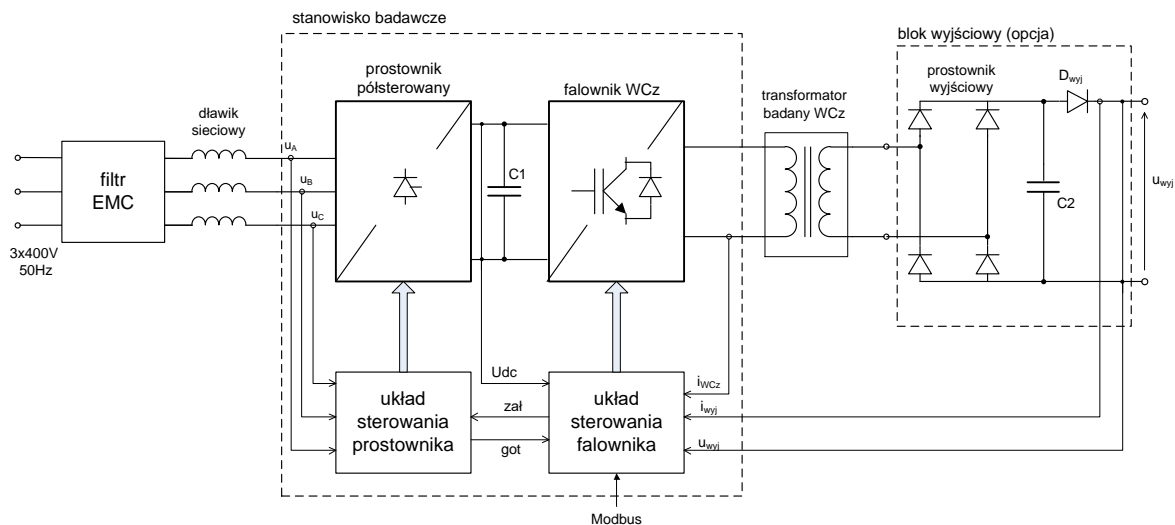 stanowisko badawcze
blok wyjściowy (opcja)
prostownik
półsterowany
falownik WCz
transformator
badany WCz
prostownik
wyjściowy
Dwyj
dławik
sieciowy
filtr
EMC
uA
uB
uC
C1
C2
uwyj
3x400V
50Hz
Udc
zał
got
układ
sterowania
prostownika
układ
sterowania
falownika
iWCz
iwyj
uwyj
Modbus